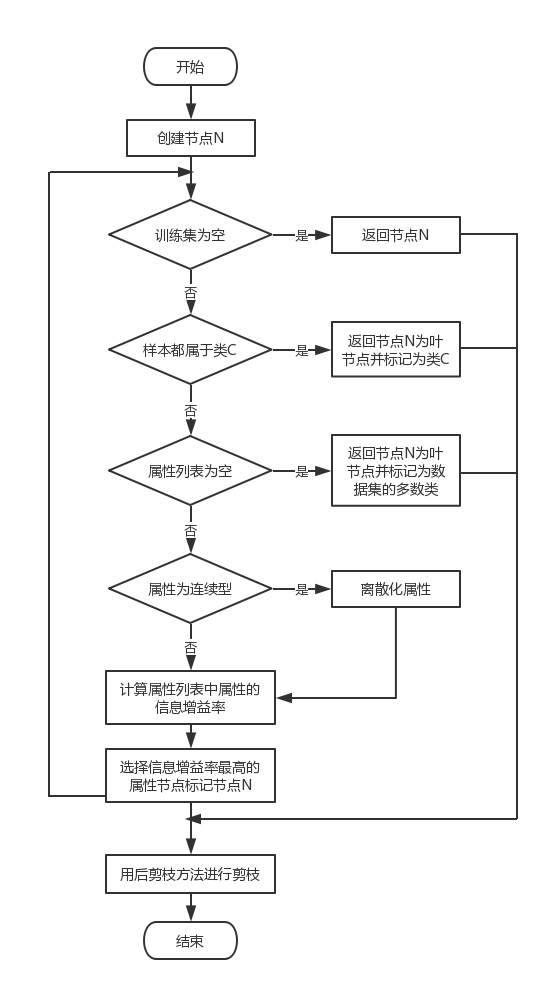 开始
创建节点N
训练集为空
是
返回节点N
否
样本都属于类C
是
返回节点N为叶
节点并标记为类C
否
属性列表为空
是
返回节点N为叶
节点并标记为数
据集的多数类
否
属性为连续型
是
离散化属性
否
计算属性列表中属性的
信息增益率
选择信息增益率最高的
属性节点标记节点N
用后剪枝方法进行剪枝
结束